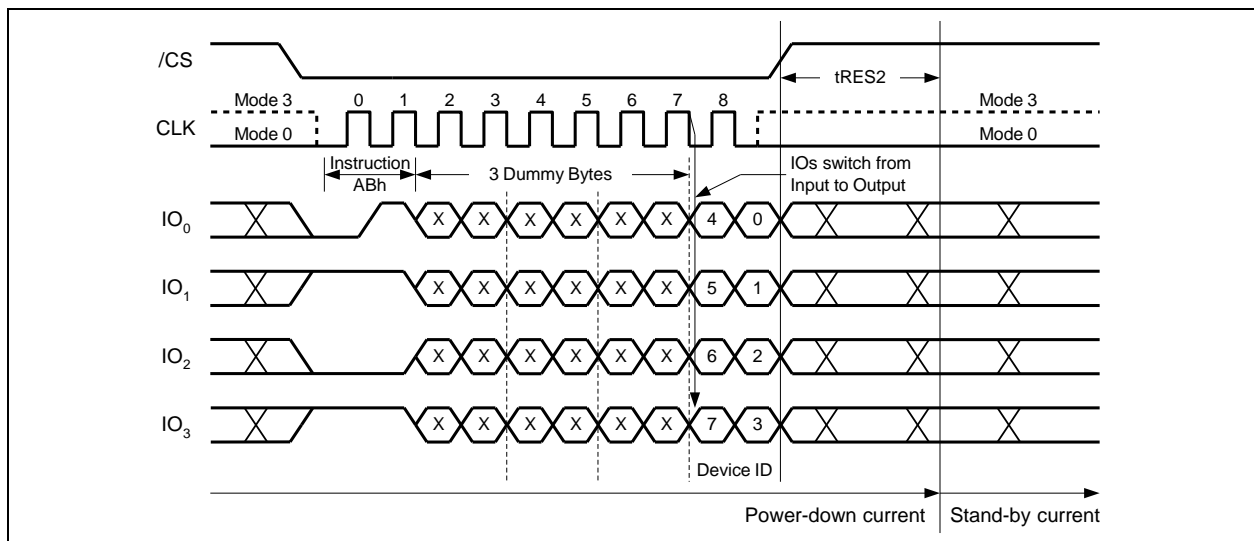 /CS
tRES2
0 1 2 3 4 5 6 7 8
Mode 3 Mode 3
CLK
Mode 0 Mode 0
Instruction ABh
3 Dummy Bytes
IOs switch from
Input to Output
IO0 X X X X X X 4 0
IO1 X X X X X X 5 1
IO2 X X X X X X 6 2
IO3 X X X X X X 7 3
Device ID
Power-down current Stand-by current